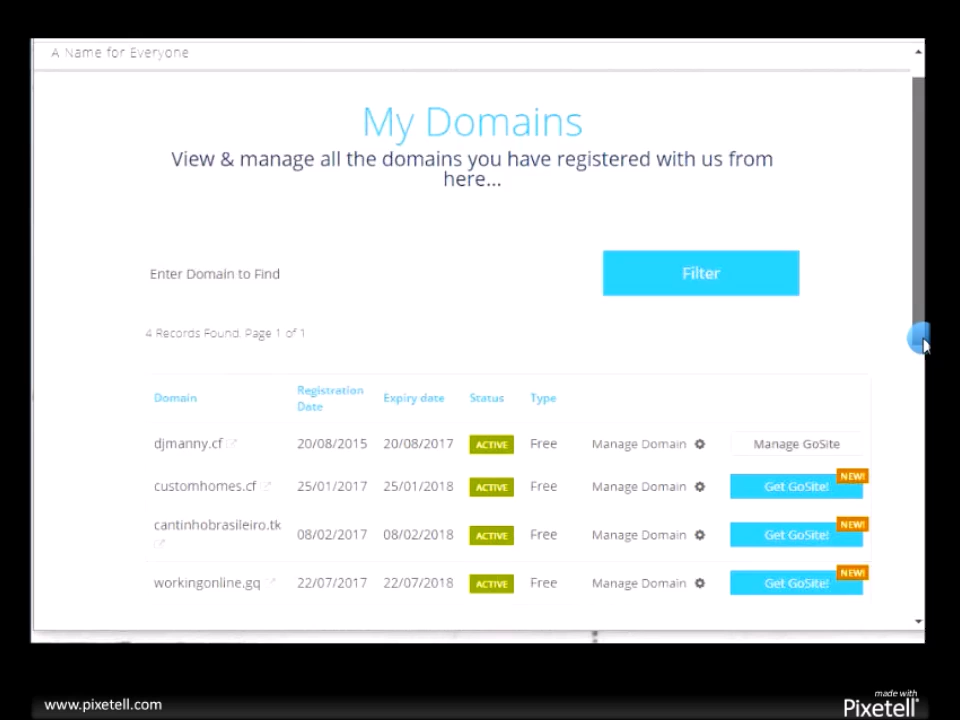 A Name for Everyone
My Domains
View & manage all the domains you have registered with us from
here...
Enter Domain to Find
Filter
4 Records Found. Page 1 of 1
Domain Registration Date Expiry date Status Type
djmanny.cf 20/08/2015 20/08/2017 ACTIVE Free Manage Domain Manage GoSite
customhomes.cf 25/01/2017 25/01/2018 ACTIVE Free Manage Domain Get GoSite! NEW!
cantinhobrasileiro.tk 08/02/2017 08/02/2018 ACTIVE Free Manage Domain Get GoSite! NEW!
workingonline.gq 22/07/2017 22/07/2018 ACTIVE Free Manage Domain Get GoSite! NEW!
www.pixetell.com
made with
Pixetell